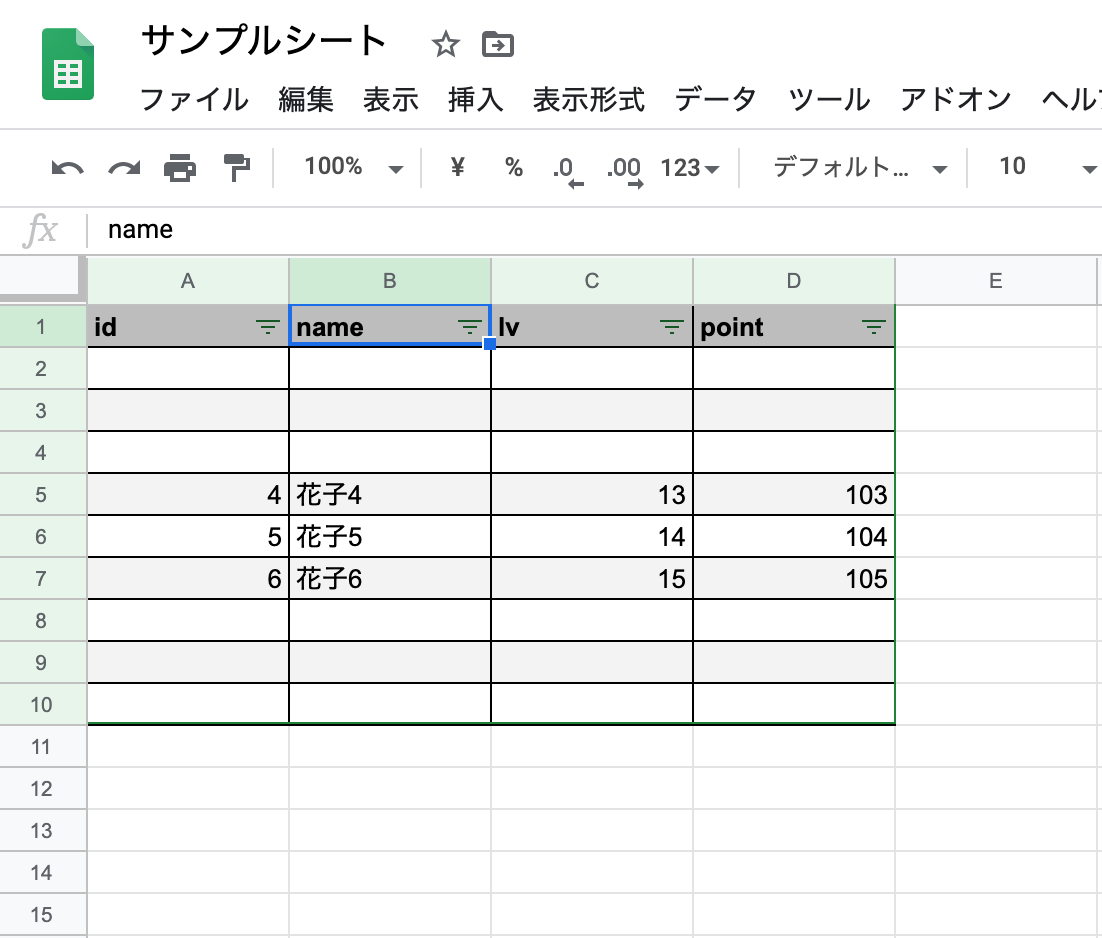 サンプルシート
ファイル 編集 表示 挿入 表示形式 データ ツール アドオン ヘル
100% ¥ % .0 .00 123 デフォルト... 10
fx name
A B C D E
1 id name lv point
2
3
4
5 4 花子4 13 103
6 5 花子5 14 104
7 6 花子6 15 105
8
9
10
11
12
13
14
15